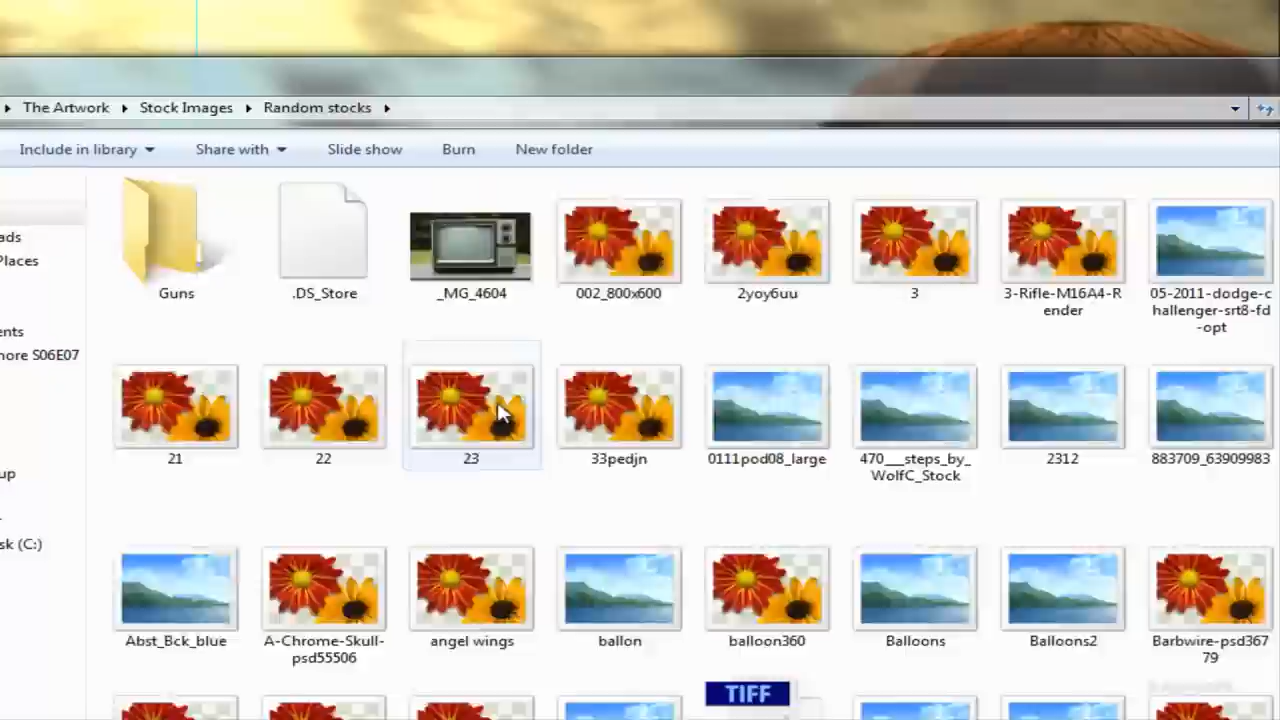 The Artwork Stock Images Random stocks
Include in library Share with Slide show Burn New folder
ads
Places
ents
nore S06E07
up
sk (C:)
Guns
.DS_Store
_MG_4604
002_800x600
2yoy6uu
3
3-Rifle-M16A4-R
ender
05-2011-dodge-c
hallenger-srt8-fd
-opt
21
22
23
33pedjn
0111pod08_large
470___steps_by_
WolfC_Stock
2312
883709_63909983
Abst_Bck_blue
A-Chrome-Skull-
psd55506
angel wings
ballon
balloon360
Balloons
Balloons2
Barbwire-psd367
79
TIFF